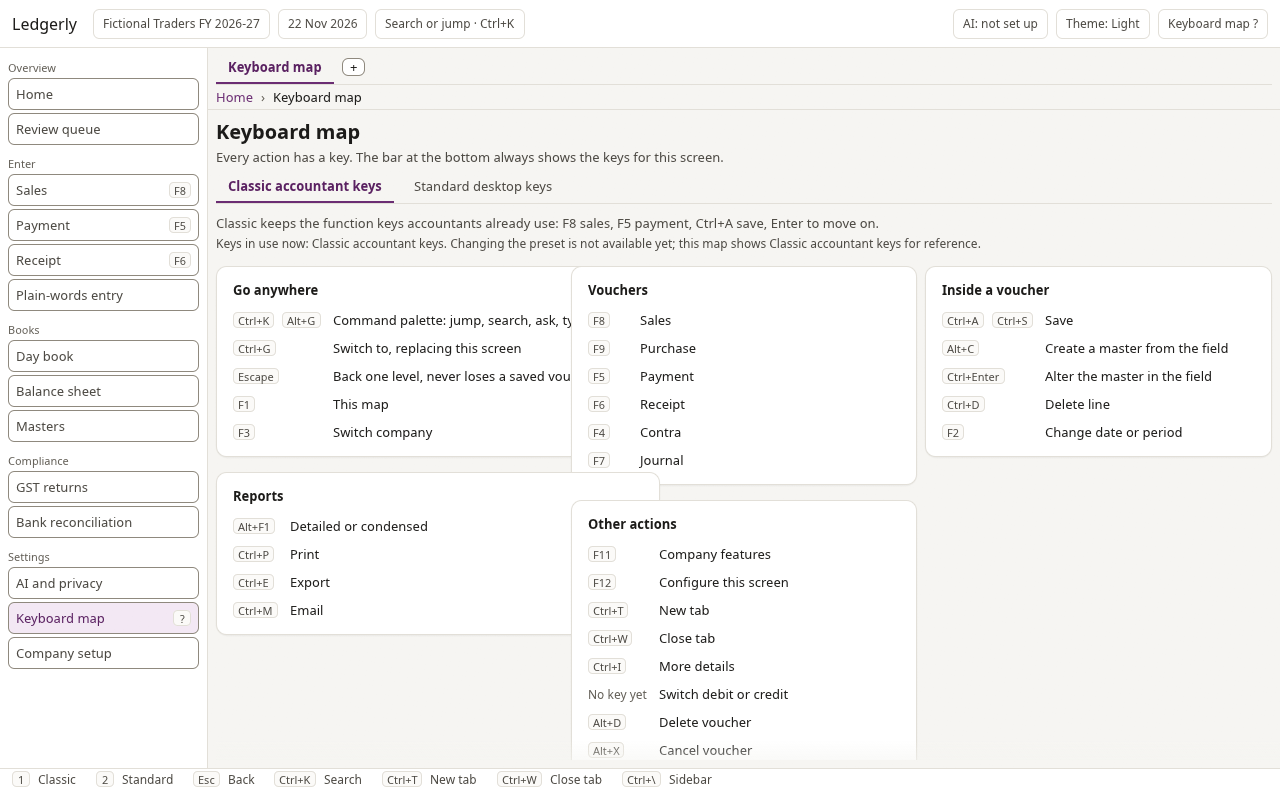 Ledgerly
Fictional Traders FY 2026-27
22 Nov 2026
Search or jump · Ctrl+K
AI: not set up
Theme: Light
Keyboard map ?
Overview
Home
Review queue
Enter
Sales F8
Payment F5
Receipt F6
Plain-words entry
Books
Day book
Balance sheet
Masters
Compliance
GST returns
Bank reconciliation
Settings
AI and privacy
Keyboard map ?
Company setup
Keyboard map +
Home › Keyboard map
Keyboard map
Every action has a key. The bar at the bottom always shows the keys for this screen.
Classic accountant keys
Standard desktop keys
Classic keeps the function keys accountants already use: F8 sales, F5 payment, Ctrl+A save, Enter to move on.
Keys in use now: Classic accountant keys. Changing the preset is not available yet; this map shows Classic accountant keys for reference.
Go anywhere
Ctrl+K Alt+G Command palette: jump, search, ask, ty
Ctrl+G Switch to, replacing this screen
Escape Back one level, never loses a saved vou
F1 This map
F3 Switch company
Vouchers
F8 Sales
F9 Purchase
F5 Payment
F6 Receipt
F4 Contra
F7 Journal
Inside a voucher
Ctrl+A Ctrl+S Save
Alt+C Create a master from the field
Ctrl+Enter Alter the master in the field
Ctrl+D Delete line
F2 Change date or period
Reports
Alt+F1 Detailed or condensed
Ctrl+P Print
Ctrl+E Export
Ctrl+M Email
Other actions
F11 Company features
F12 Configure this screen
Ctrl+T New tab
Ctrl+W Close tab
Ctrl+I More details
No key yet Switch debit or credit
Alt+D Delete voucher
Alt+X Cancel voucher
1 Classic
2 Standard
Esc Back
Ctrl+K Search
Ctrl+T New tab
Ctrl+W Close tab
Ctrl+\ Sidebar